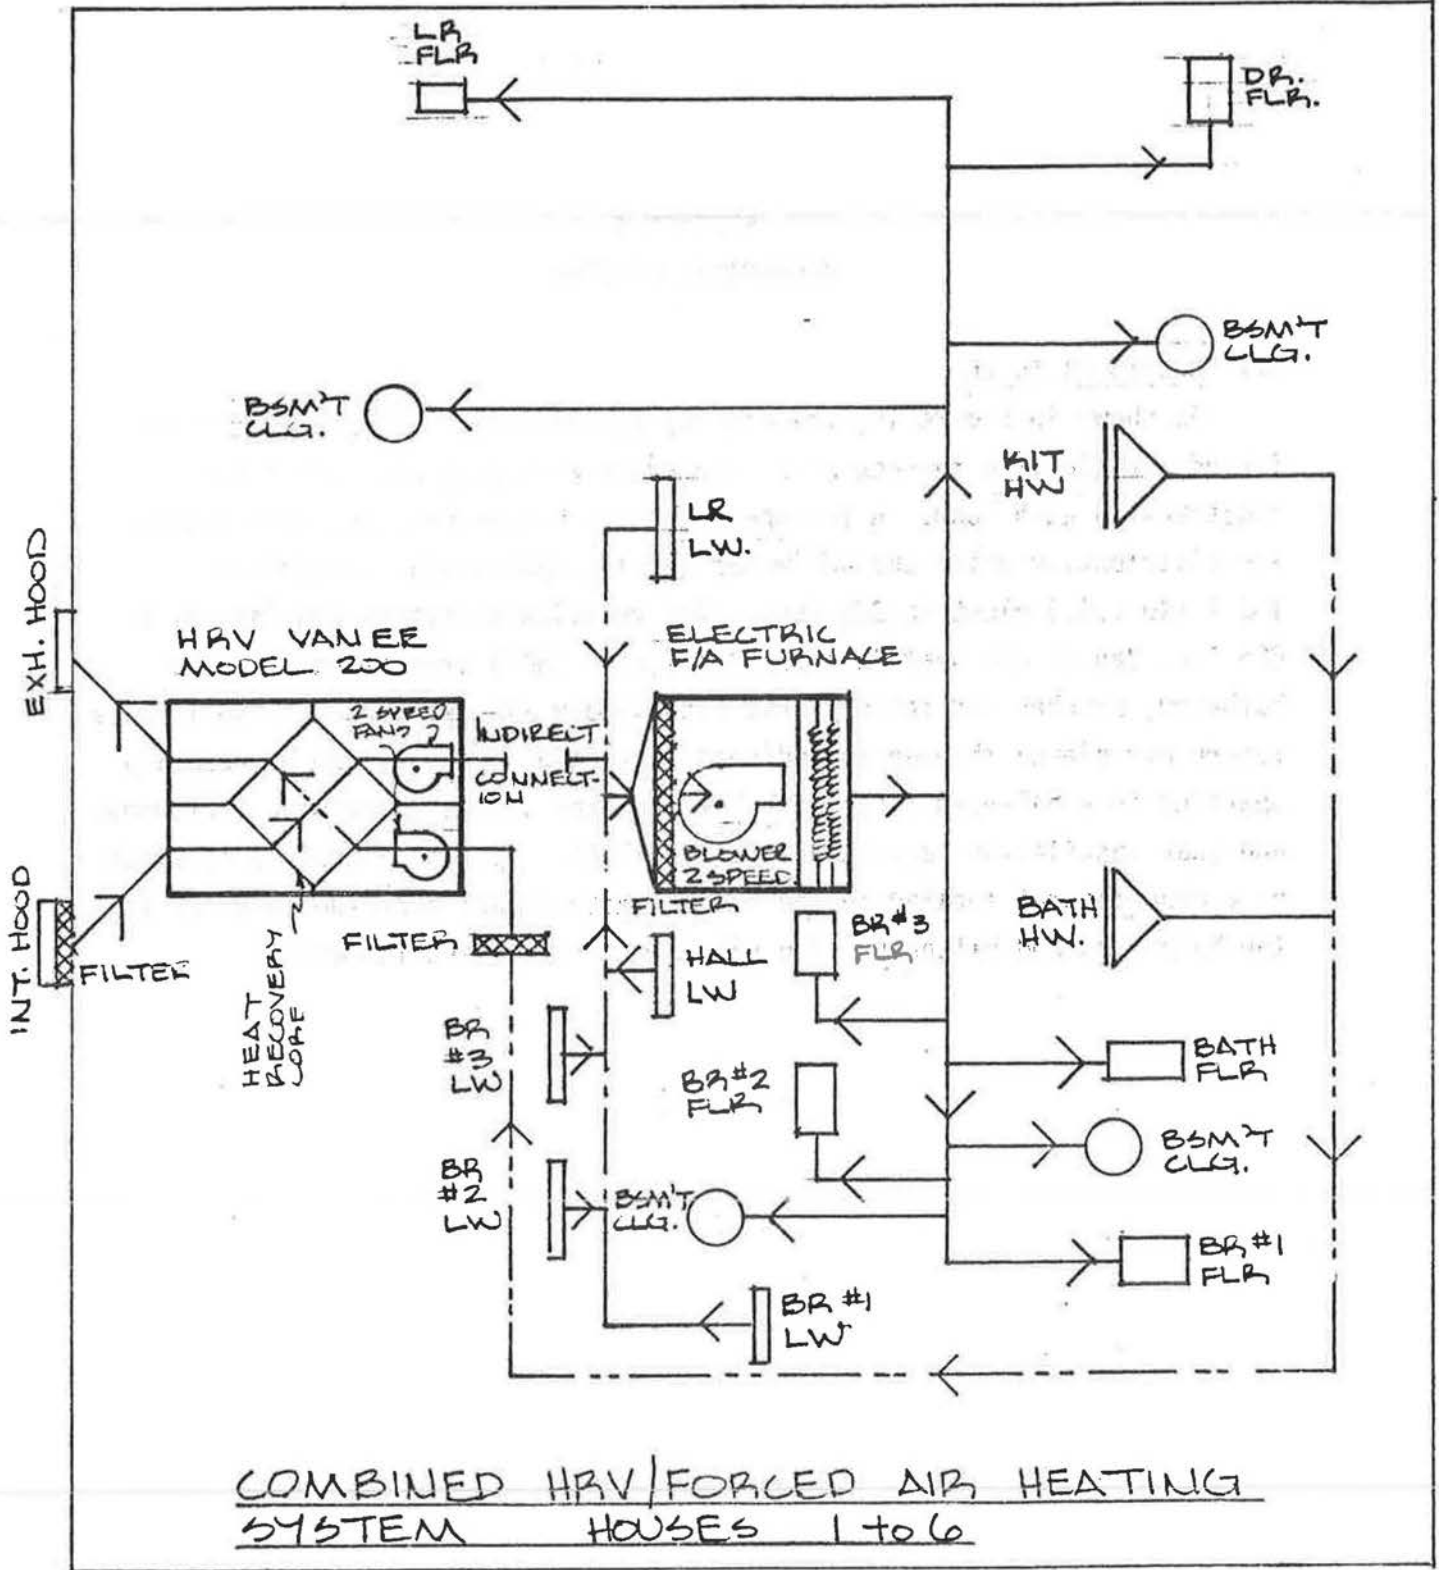 LR
FLR
DR.
FLR.
BSM'T
CLG.
BSM'T
CLG.
KIT
HW
LR
LW.
EXH. HOOD
HRV VANEE
MODEL 200
ELECTRIC
F/A FURNACE
2 SPEED
FANS
INDIRECT
CONNECT-
ION
BLOWER
2 SPEED.
FILTER
INT. HOOD
FILTER
HEAT
RECOVERY
CORE
FILTER
HALL
LW
BR #3
FLR
BATH
HW.
BR
#3
LW
BR #2
FLR
BATH
FLR
BSM'T
CLG.
BR
#2
LW
BSM'T
CLG.
BR #1
FLR
BR #1
LW
COMBINED HRV/FORCED AIR HEATING
SYSTEM HOUSES 1 to 6